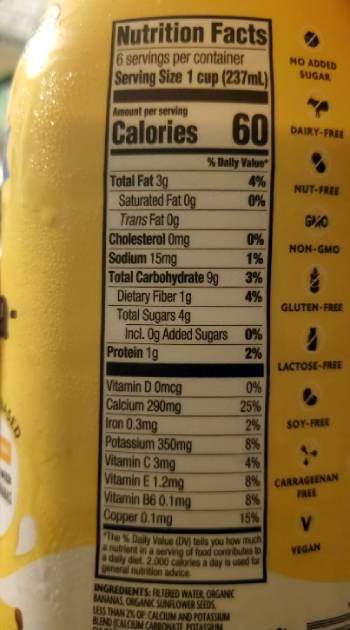 Nutrition Facts
6 servings per container
Serving Size 1 cup (237mL)
Amount per serving
Calories 60
% Daily Value*
Total Fat 3g 4%
Saturated Fat 0g 0%
Trans Fat 0g
Cholesterol 0mg 0%
Sodium 15mg 1%
Total Carbohydrate 9g 3%
Dietary Fiber 1g 4%
Total Sugars 4g
Incl. 0g Added Sugars 0%
Protein 1g 2%
Vitamin D 0mcg 0%
Calcium 290mg 25%
Iron 0.3mg 2%
Potassium 350mg 8%
Vitamin C 3mg 4%
Vitamin E 1.2mg 8%
Vitamin B6 0.1mg 8%
Copper 0.1mg 15%
*The % Daily Value (DV) tells you how much
a nutrient in a serving of food contributes to
a daily diet. 2,000 calories a day is used for
general nutrition advice.
INGREDIENTS: FILTERED WATER, ORGANIC
BANANAS, ORGANIC SUNFLOWER SEEDS,
LESS THAN 2% OF: CALCIUM AND POTASSIUM
BLEND (CALCIUM CARBONATE, POTASSIUM
NO ADDED
SUGAR
DAIRY-FREE
NUT-FREE
GMO
NON-GMO
GLUTEN-FREE
LACTOSE-FREE
SOY-FREE
CARRAGEENAN
FREE
V
VEGAN